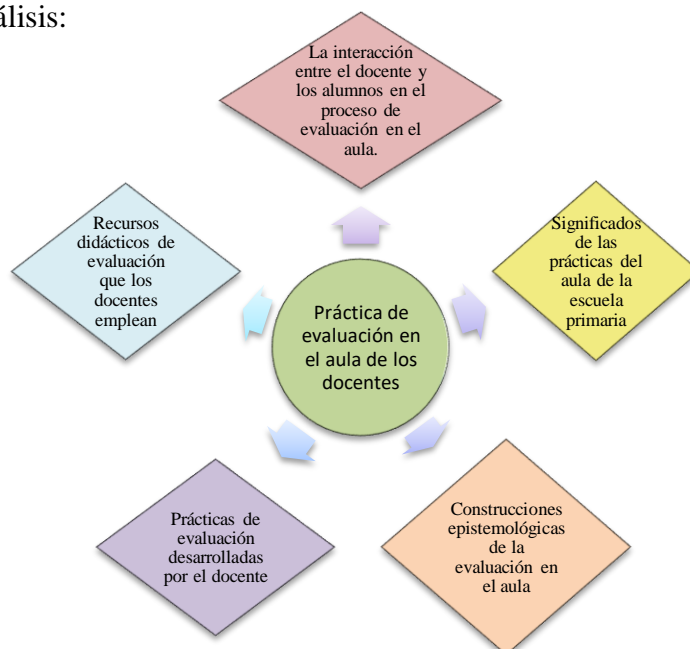 álisis:
La interacción
entre el docente y
los alumnos en el
proceso de
evaluación en el
aula.
Recursos
didácticos de
evaluación que
los docentes
emplean
Significados
de las
prácticas del
aula de la
escuela
primaria
Práctica de
evaluación en
el aula de los
docentes
Prácticas de
evaluación
desarrolladas
por el docente
Construcciones
epistemológicas
de la
evaluación en
el aula